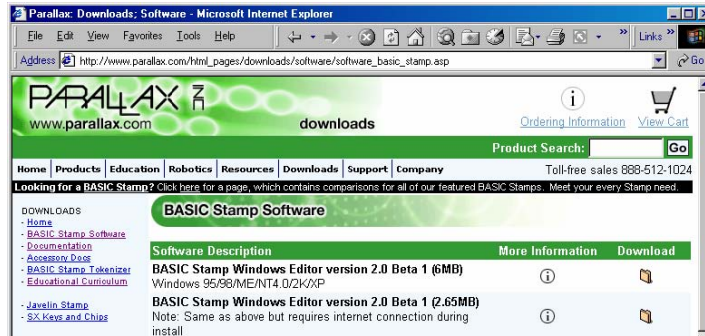 Parallax: Downloads; Software - Microsoft Internet Explorer
File Edit View Favorites Tools Help
Links »
Address http://www.parallax.com/html_pages/downloads/software/software_basic_stamp.asp Go
PARALLAX INC
www.parallax.com
downloads
Ordering Information View Cart
Product Search: Go
Home Products Education Robotics Resources Downloads Support Company Toll-free sales 888-512-1024
Looking for a BASIC Stamp? Click here for a page, which contains comparisons for all of our featured BASIC Stamps. Meet your every Stamp need.
DOWNLOADS
- Home
- BASIC Stamp Software
- Documentation
- Accessory Docs
- BASIC Stamp Tokenizer
- Educational Curriculum
- Javelin Stamp
- SX Keys and Chips
BASIC Stamp Software
Software Description More Information Download
BASIC Stamp Windows Editor version 2.0 Beta 1 (6MB)
Windows 95/98/ME/NT4.0/2K/XP
BASIC Stamp Windows Editor version 2.0 Beta 1 (2.65MB)
Note: Same as above but requires internet connection during
install